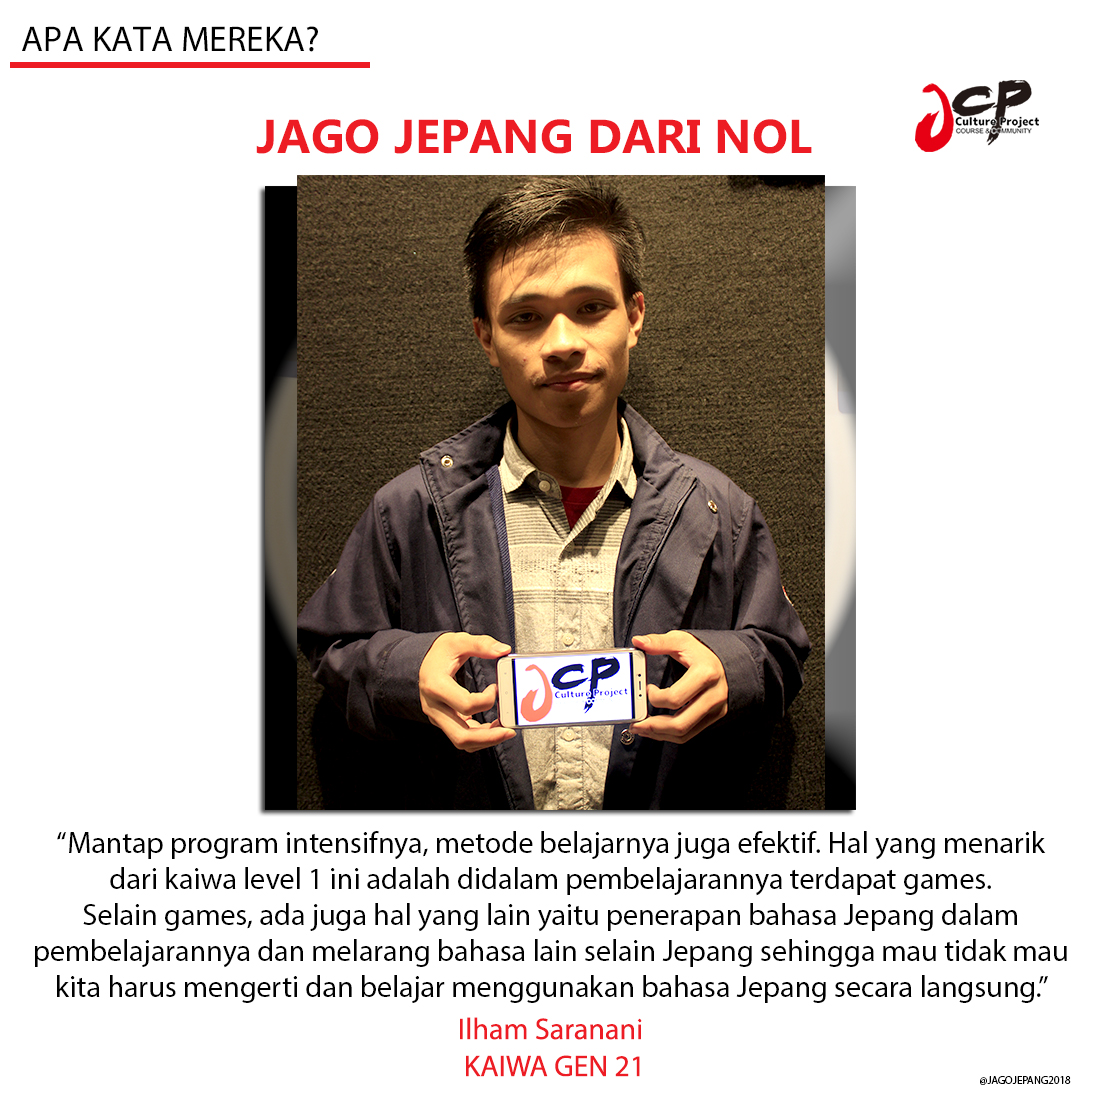 APA KATA MEREKA?
JCP
Culture Project
COURSE & COMMUNITY
JAGO JEPANG DARI NOL
JCP
Culture Project
“Mantap program intensifnya, metode belajarnya juga efektif. Hal yang menarik
dari kaiwa level 1 ini adalah didalam pembelajarannya terdapat games.
Selain games, ada juga hal yang lain yaitu penerapan bahasa Jepang dalam
pembelajarannya dan melarang bahasa lain selain Jepang sehingga mau tidak mau
kita harus mengerti dan belajar menggunakan bahasa Jepang secara langsung.”
Ilham Saranani
KAIWA GEN 21
@JAGOJEPANG2018